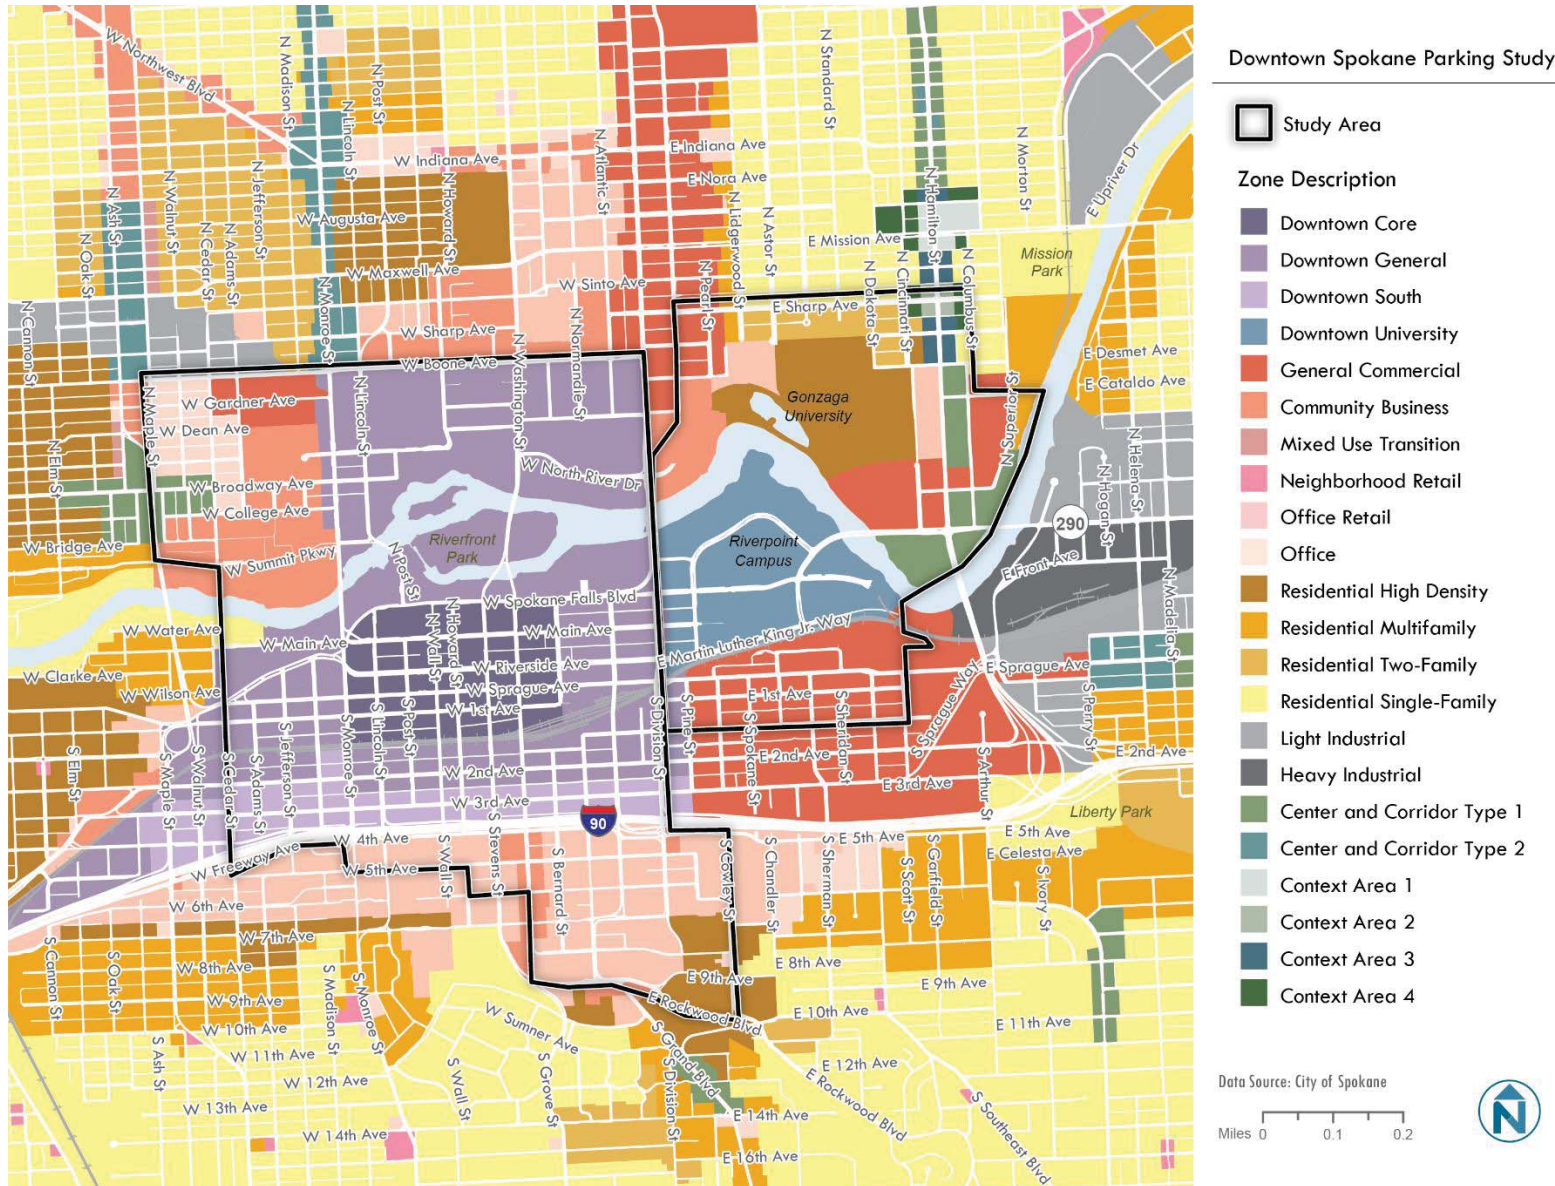 Downtown Spokane Parking Study
Study Area
Zone Description
Downtown Core
Downtown General
Downtown South
Downtown University
General Commercial
Community Business
Mixed Use Transition
Neighborhood Retail
Office Retail
Office
Residential High Density
Residential Multifamily
Residential Two-Family
Residential Single-Family
Light Industrial
Heavy Industrial
Center and Corridor Type 1
Center and Corridor Type 2
Context Area 1
Context Area 2
Context Area 3
Context Area 4
Data Source: City of Spokane
Miles 0 0.1 0.2
N
W Northwest Blvd
N Madison St
N Post St
N Lincoln St
N Standard St
N Atlantic St
W Indiana Ave
E Indiana Ave
E Nora Ave
N Morton St
E Upriver Dr
N Ash St
N Walnut St
N Jefferson St
N Howard St
N Hamilton St
N Lidgerwood St
N Astor St
W Augusta Ave
N Oak St
N Cedar St
N Adams St
E Mission Ave
Mission
Park
W Maxwell Ave
W Sinto Ave
N Pearl St
N Dakota St
N Cincinnati St
N Columbus St
N Cannon St
N Monroe St
W Sharp Ave
E Sharp Ave
N Washington St
N Normandie St
W Boone Ave
E Desmet Ave
E Cataldo Ave
N Maple St
W Gardner Ave
N Lincoln St
Gonzaga
University
N Superior St
W Dean Ave
N Elm St
N Helena St
N Hogan St
W North River Dr
W Broadway Ave
W College Ave
290
W Bridge Ave
W Summit Pkwy
Riverfront
Park
Riverpoint
Campus
N Post St
E Front Ave
N Madelia St
W Spokane Falls Blvd
W Water Ave
W Main Ave
N Wall St
N Howard St
W Main Ave
E Martin Luther King Jr. Way
W Riverside Ave
E Sprague Ave
W Clarke Ave
W Wilson Ave
W Sprague Ave
W 1st Ave
E 1st Ave
S Division St
S Pine St
S Spokane St
S Sheridan St
S Sprague Way
S Perry St
S Elm St
S Maple St
S Walnut St
S Cedar St
S Adams St
S Jefferson St
S Monroe St
S Lincoln St
S Post St
W 2nd Ave
E 2nd Ave
E 2nd Ave
W 3rd Ave
E 3rd Ave
S Arthur St
90
Liberty Park
W 4th Ave
S Wall St
S Stevens St
E 5th Ave
E 5th Ave
W Freeway Ave
W 5th Ave
S Bernard St
S Cowley St
S Chandler St
S Sherman St
S Scott St
S Garfield St
E Celesta Ave
S Ivory St
W 6th Ave
W 7th Ave
S Cannon St
S Oak St
W 8th Ave
S Madison St
S Monroe St
E 8th Ave
E 9th Ave
E 9th Ave
W 9th Ave
E Rockwood Blvd
E 10th Ave
E 11th Ave
W 10th Ave
W Sumner Ave
S Ash St
W 11th Ave
S Wall St
S Grove St
S Grand Blvd
S Division St
E 12th Ave
E Rockwood Blvd
W 12th Ave
W 13th Ave
S Southeast Blvd
E 14th Ave
W 14th Ave
E 16th Ave